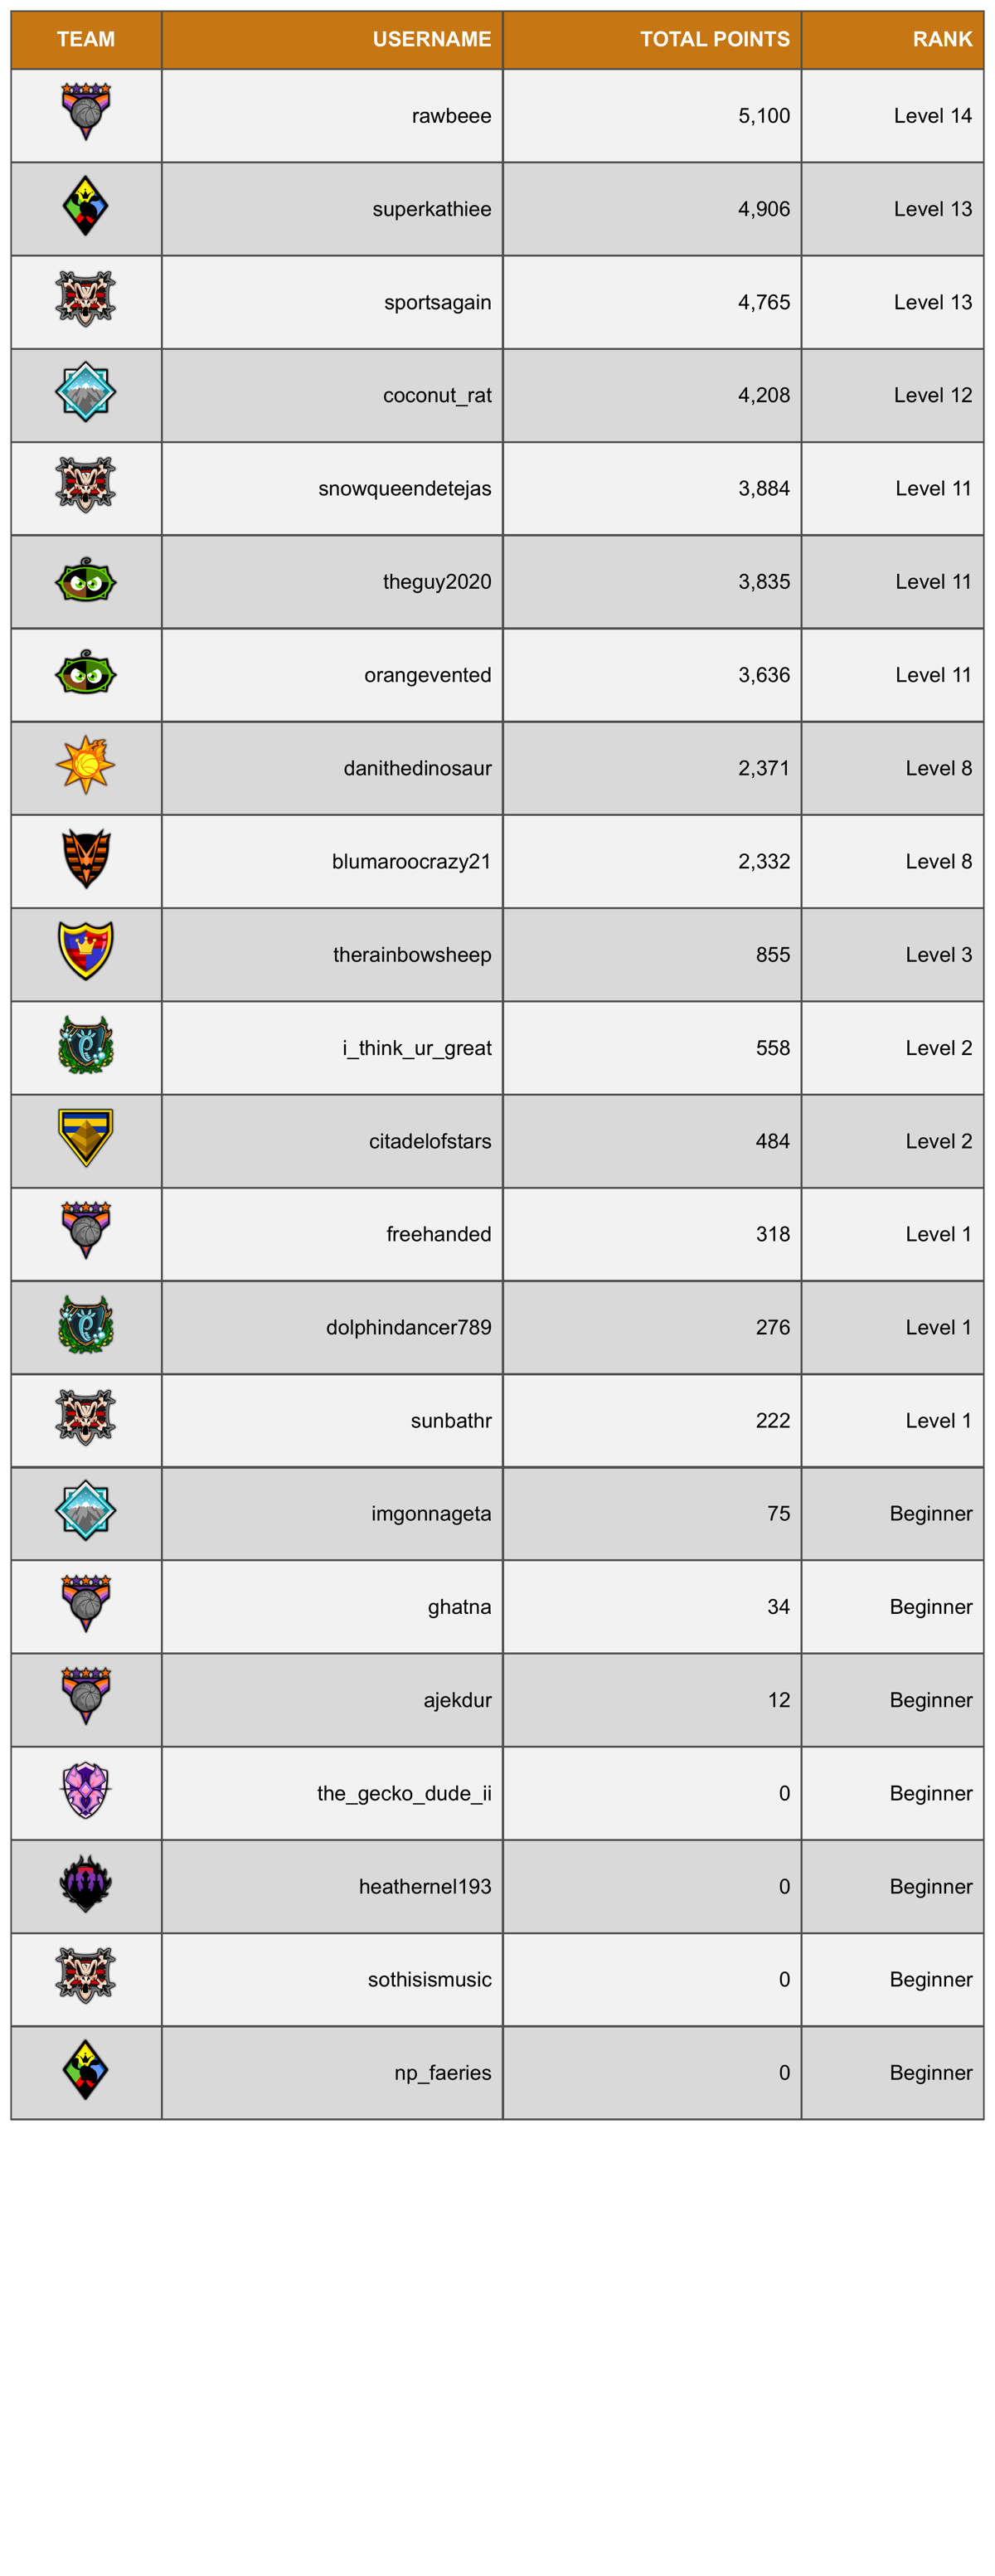 TEAM USERNAME TOTAL POINTS RANK
rawbeee 5,100 Level 14
superkathiee 4,906 Level 13
sportsagain 4,765 Level 13
coconut_rat 4,208 Level 12
snowqueendetejas 3,884 Level 11
theguy2020 3,835 Level 11
orangevented 3,636 Level 11
danithedinosaur 2,371 Level 8
blumaroocrazy21 2,332 Level 8
therainbowsheep 855 Level 3
i_think_ur_great 558 Level 2
citadelofstars 484 Level 2
freehanded 318 Level 1
dolphindancer789 276 Level 1
sunbathr 222 Level 1
imgonnageta 75 Beginner
ghatna 34 Beginner
ajekdur 12 Beginner
the_gecko_dude_ii 0 Beginner
heathernel193 0 Beginner
sothisismusic 0 Beginner
np_faeries 0 Beginner